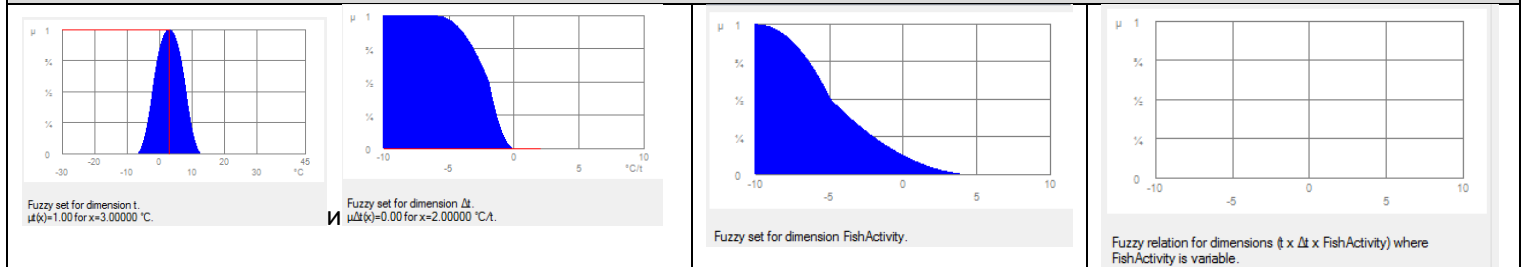 μ 1
¾
½
¼
0
-30 -20 -10 0 10 20 30 45
°C
Fuzzy set for dimension t.
μt(x)=1.00 for x=3.00000 °C.
И
μ 1
¾
½
¼
0
-10 -5 0 5 10
°C/t
Fuzzy set for dimension Δt.
μΔt(x)=0.00 for x=2.00000 °C/t.
μ 1
¾
½
¼
0
-10 -5 0 5 10
Fuzzy set for dimension FishActivity.
μ 1
¾
½
¼
0
-10 -5 0 5 10
Fuzzy relation for dimensions (t x Δt x FishActivity) where
FishActivity is variable.